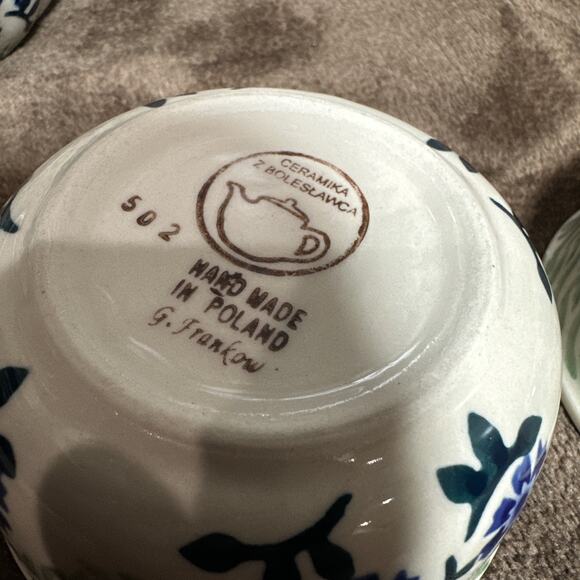 CERAMIKA
Z BOLESŁAWCA
502
HAND MADE
IN POLAND
G. Frankow